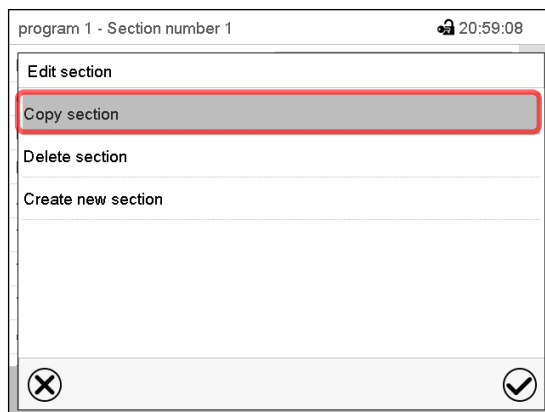 program 1 - Section number 1 20:59:08
Edit section
Copy section
Delete section
Create new section